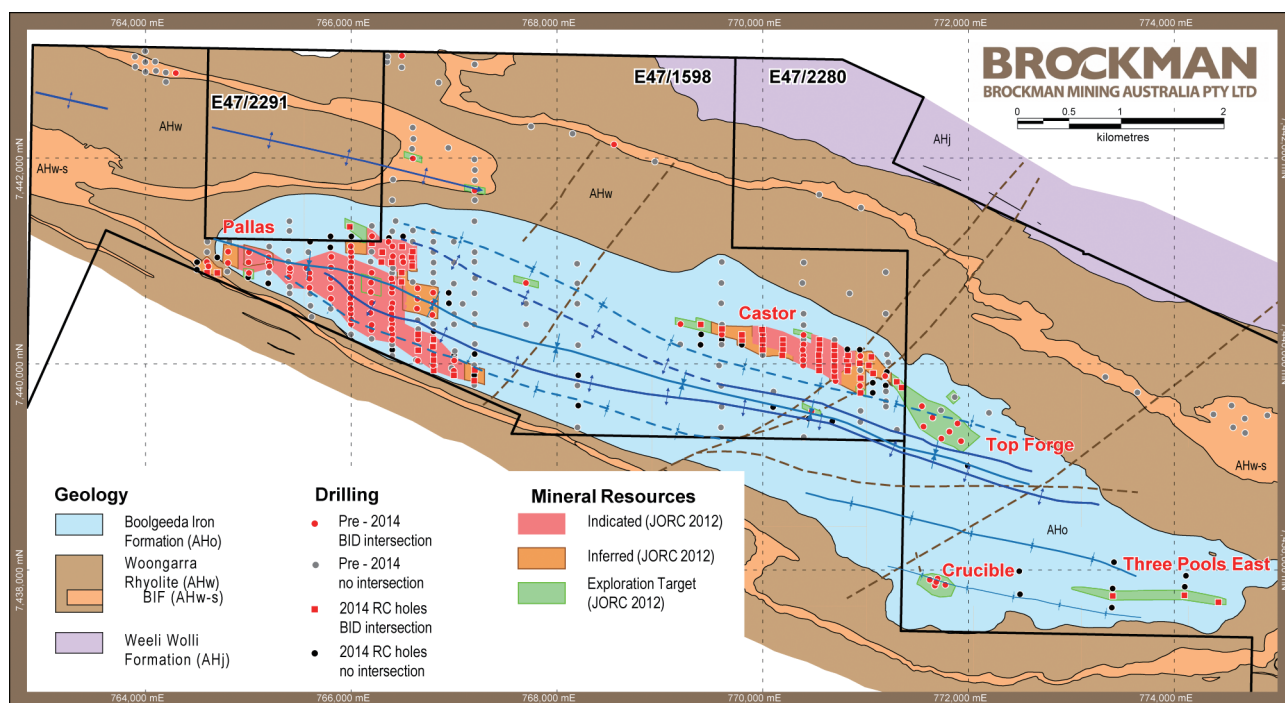 764,000 mE
766,000 mE
768,000 mE
770,000 mE
772,000 mE
774,000 mE
BROCKMAN
BROCKMAN MINING AUSTRALIA PTY LTD
0 0.5 1 2
kilometres
E47/2291
E47/1598
E47/2280
AHw
AHj
7,442,000 mN
AHw-s
AHw
Pallas
Castor
7,440,000 mN
Top Forge
AHw-s
AHo
Crucible
Three Pools East
7,438,000 mN
Geology
Boolgeeda Iron
Formation (AHo)
Woongarra
Rhyolite (AHw)
BIF (AHw-s)
Weeli Wolli
Formation (AHj)
Drilling
Pre - 2014
BID intersection
Pre - 2014
no intersection
2014 RC holes
BID intersection
2014 RC holes
no intersection
Mineral Resources
Indicated (JORC 2012)
Inferred (JORC 2012)
Exploration Target
(JORC 2012)
764,000 mE
766,000 mE
768,000 mE
770,000 mE
772,000 mE
774,000 mE